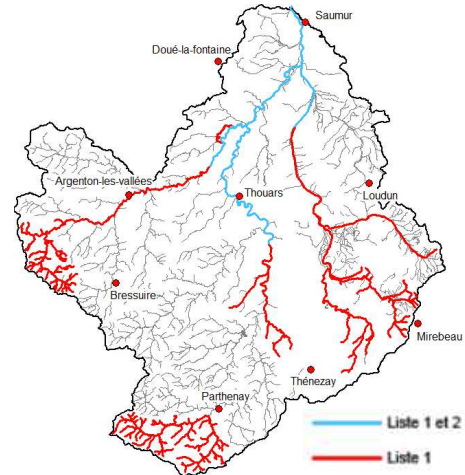 Saumur
Doué-la-fontaine
Argenton-les-vallées
Thouars
Loudun
Bressuire
Mirebeau
Thénezay
Parthenay
Liste 1 et 2
Liste 1